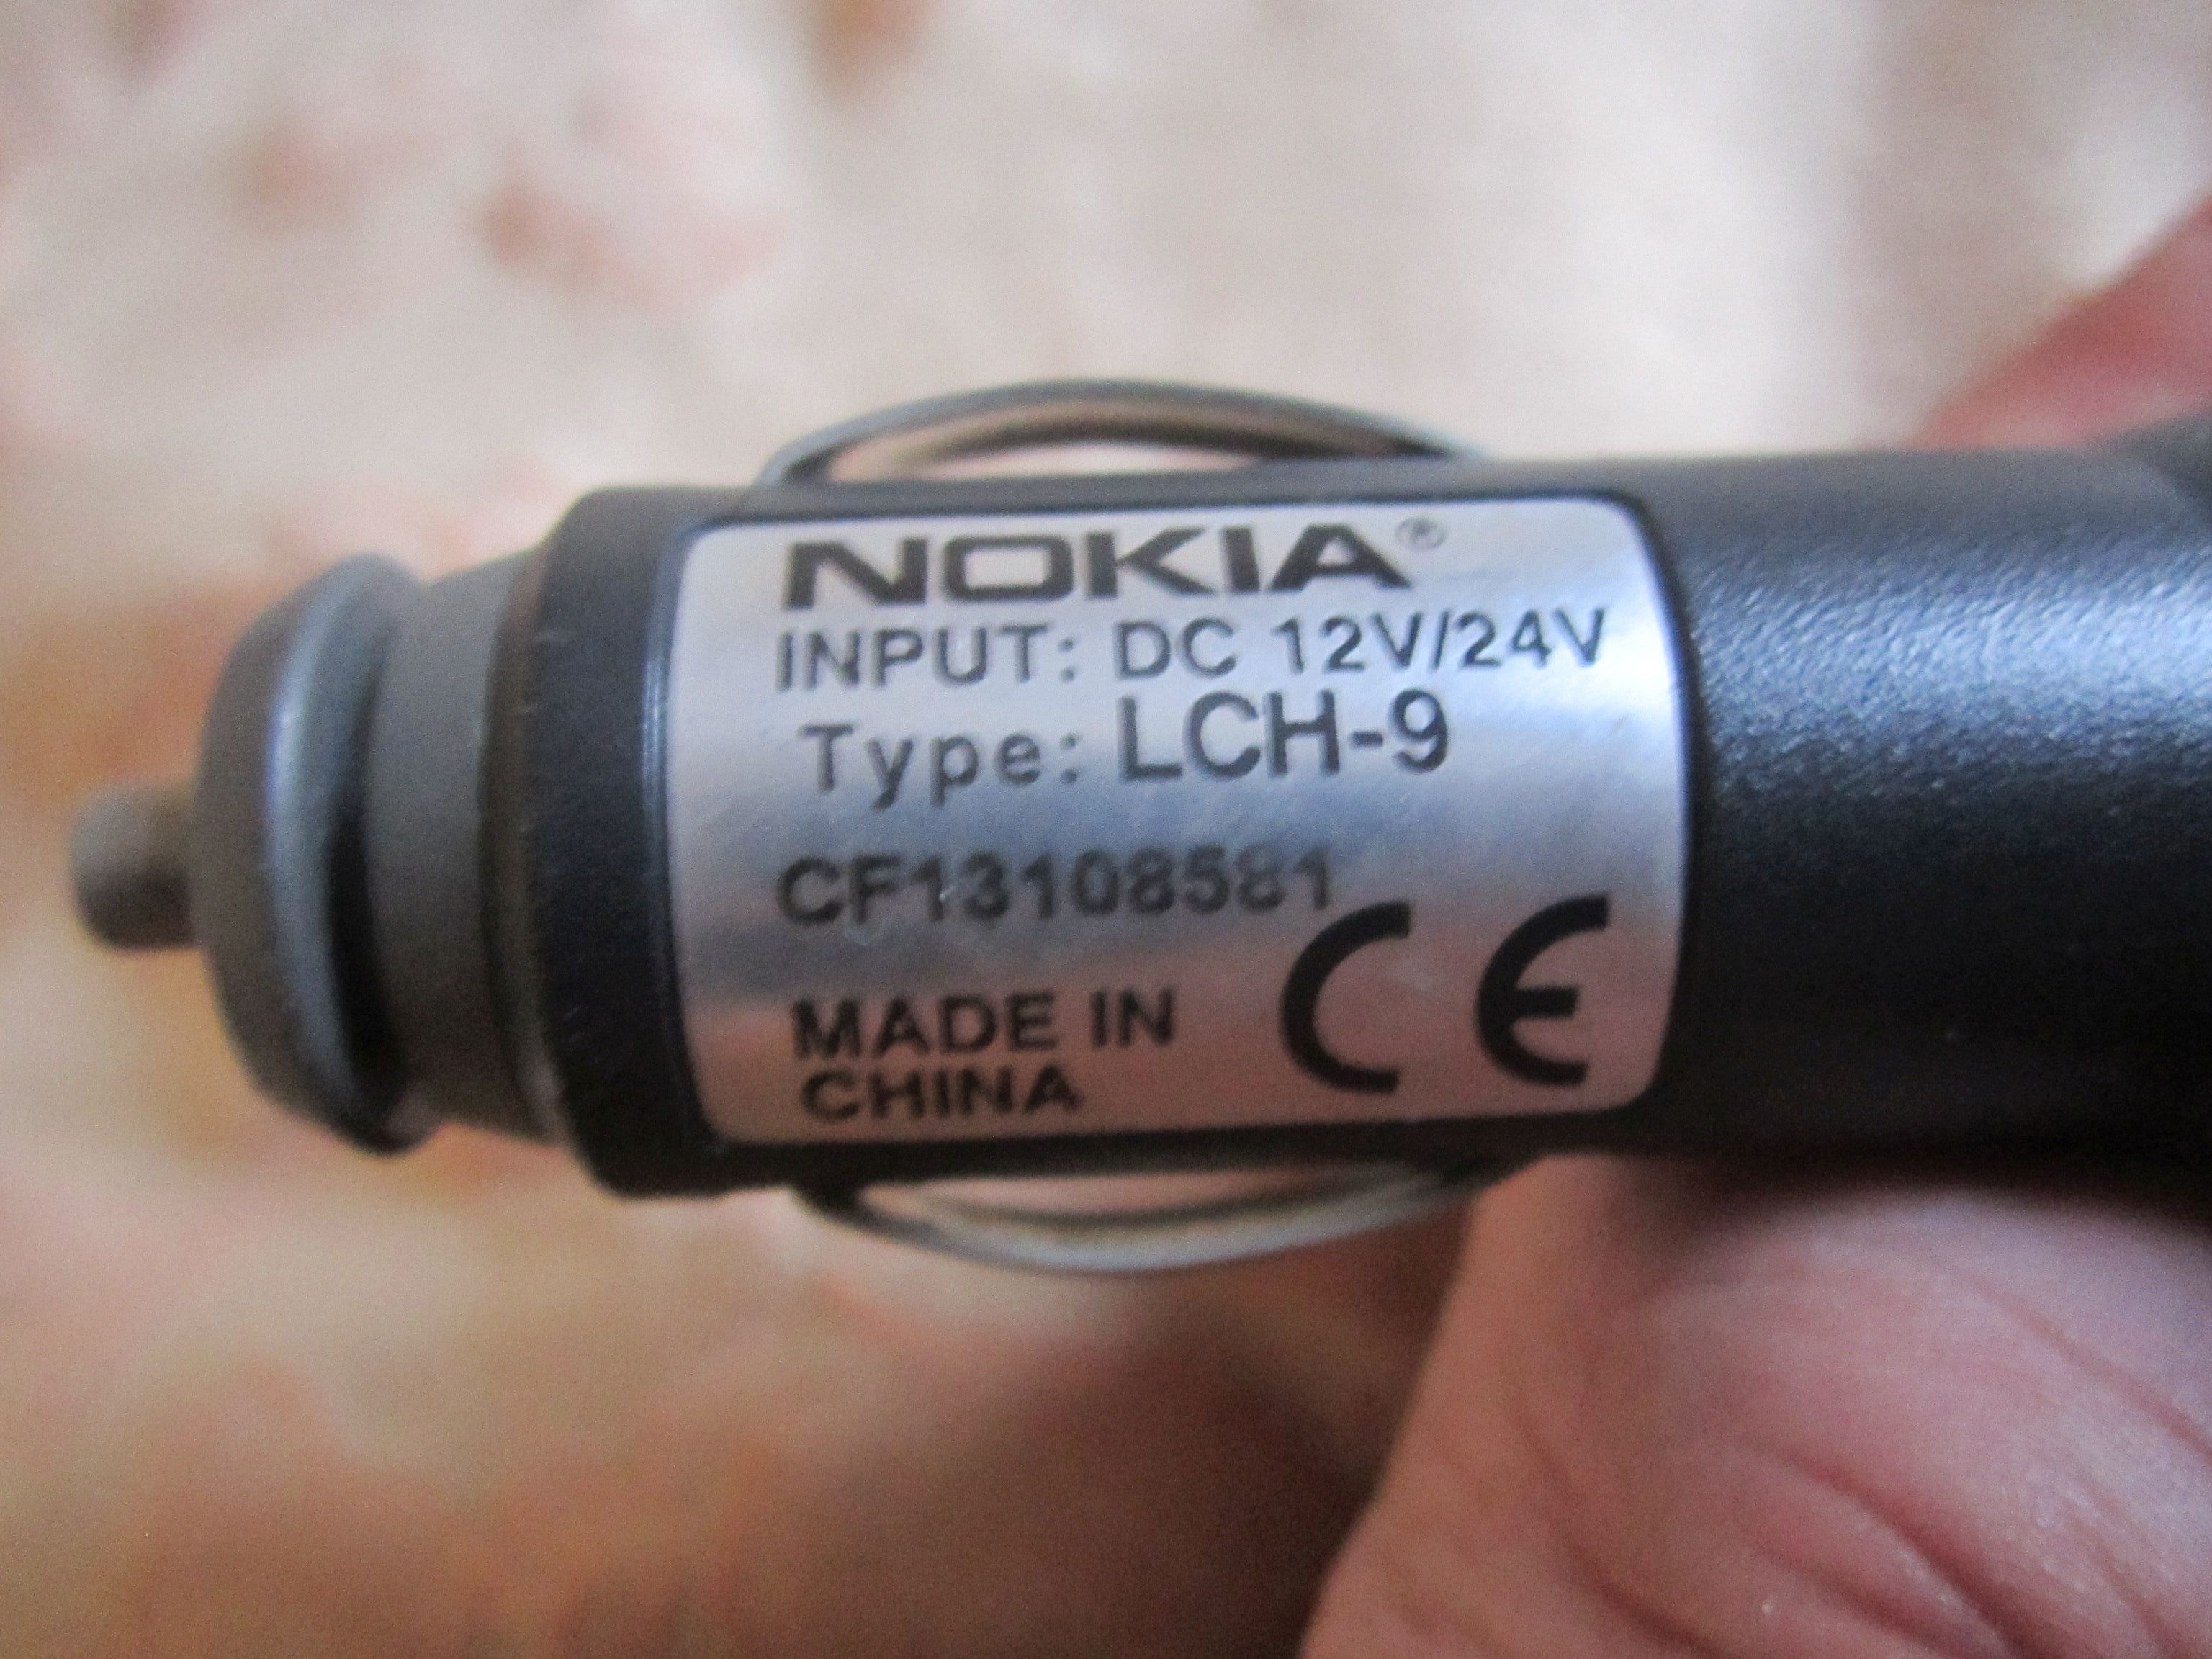 NOKIA®
INPUT: DC 12V/24V
Type: LCH-9
CF13108581
MADE IN
CHINA
CE